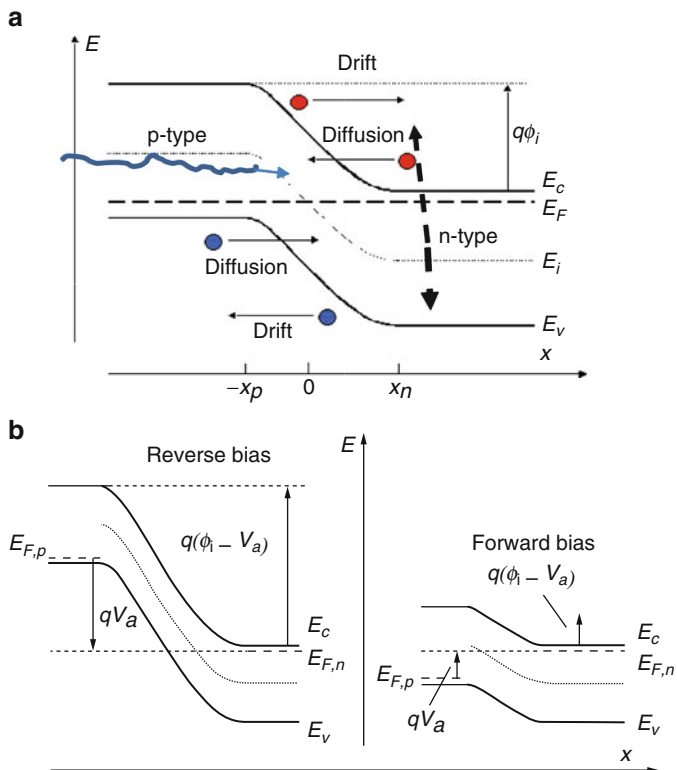 a
E
Drift
p-type
Diffusion
qϕi
Ec
EF
n-type
Diffusion
Ei
Drift
Ev
x
−xp 0 xn
b
Reverse bias
E
EF,p
q(ϕi − Va)
Forward bias
q(ϕi − Va)
qVa
Ec
EF,n
Ev
Ec
EF,n
EF,p
qVa
Ev
x